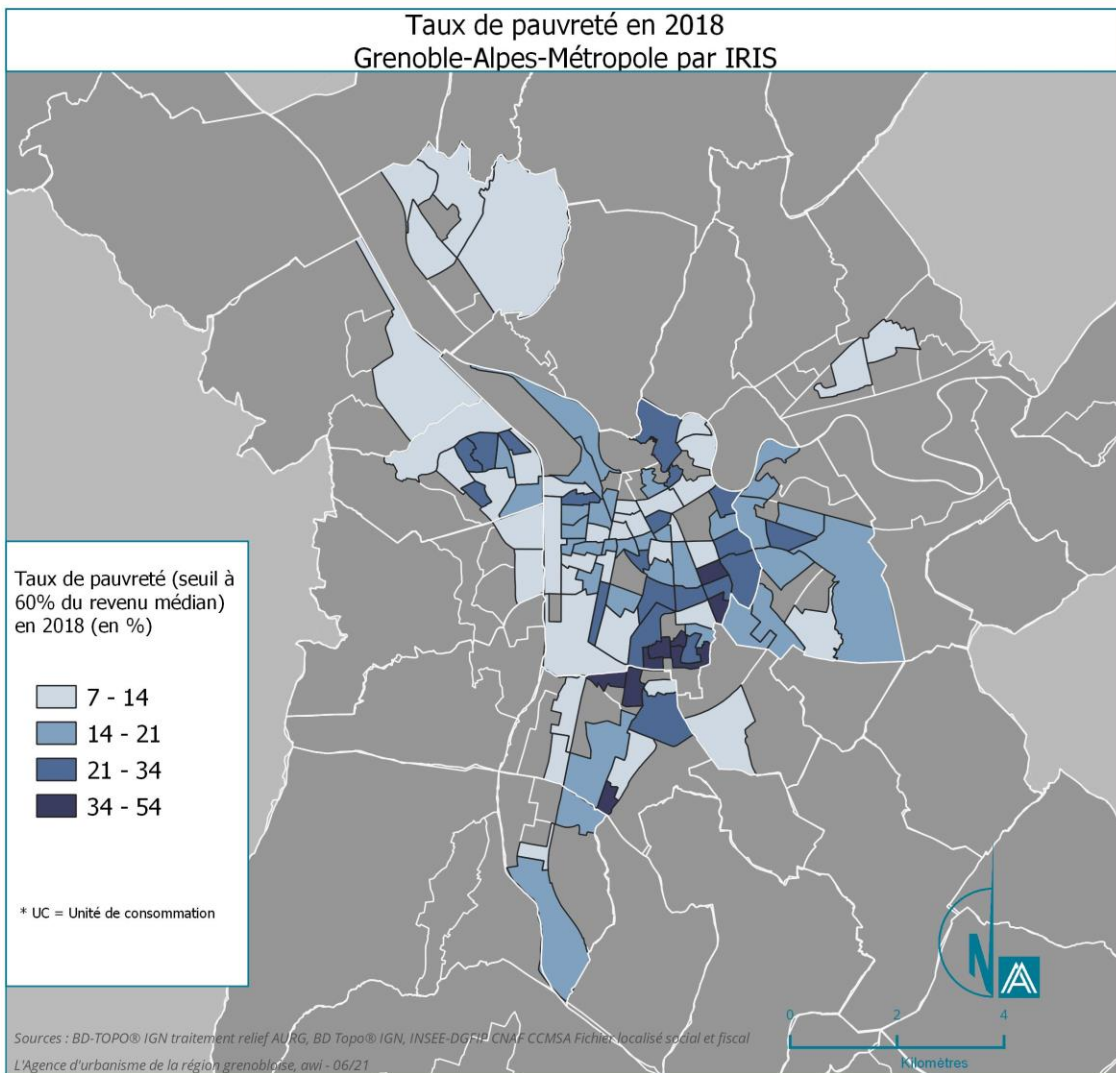 Taux de pauvreté en 2018
Grenoble-Alpes-Métropole par IRIS
Taux de pauvreté (seuil à
60% du revenu médian)
en 2018 (en %)
7 - 14
14 - 21
21 - 34
34 - 54
* UC = Unité de consommation
N
0 2 4
Kilomètres
Sources : BD-TOPO® IGN traitement relief AURG, BD Topo® IGN, INSEE-DGFIP CNAF CCMSA Fichier localisé social et fiscal
L'Agence d'urbanisme de la région grenobloise, awi - 06/21